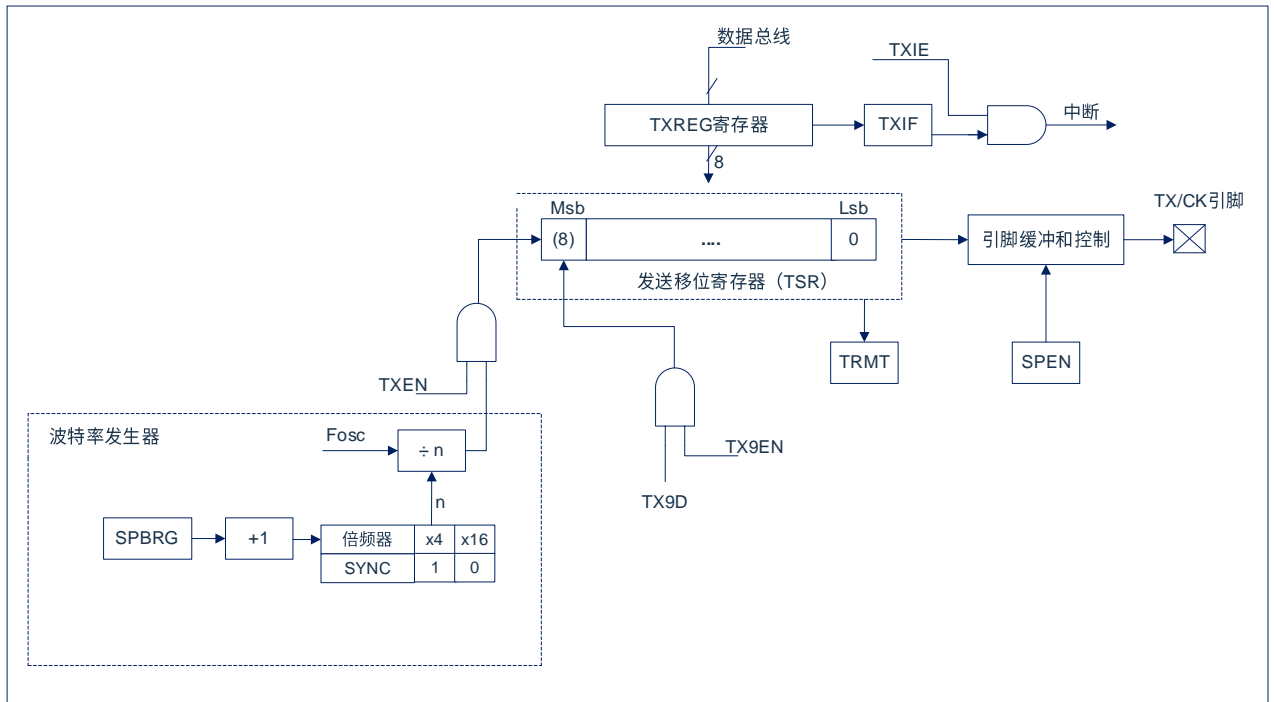 数据总线
TXIE
TXREG寄存器
TXIF
中断
8
Msb
Lsb
TX/CK引脚
(8)
....
0
引脚缓冲和控制
发送移位寄存器（TSR）
TRMT
SPEN
TXEN
波特率发生器
Fosc
÷ n
TX9EN
n
TX9D
SPBRG
+1
倍频器 x4 x16
SYNC 1 0